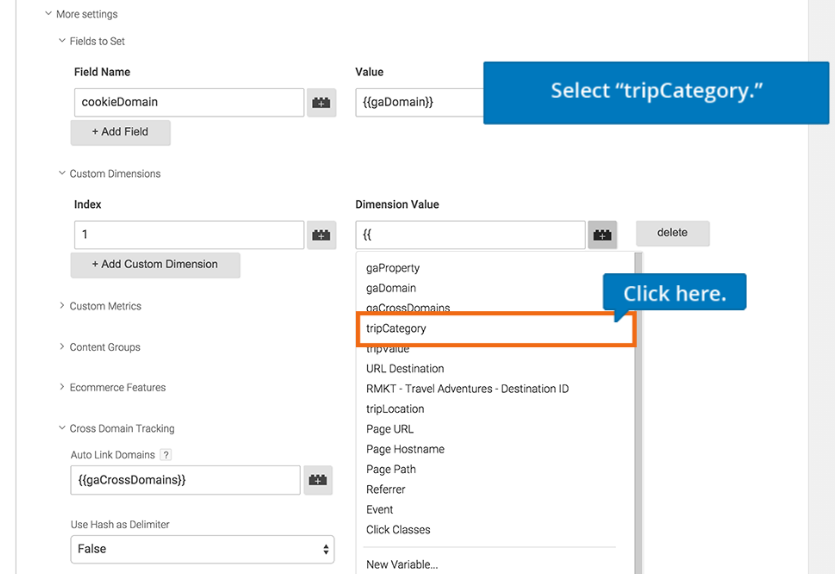 More settings
Fields to Set
Field Name
Value
cookieDomain
{{gaDomain}}
Select “tripCategory.”
+ Add Field
Custom Dimensions
Index
Dimension Value
1
{{
delete
+ Add Custom Dimension
gaProperty
gaDomain
gaCrossDomains
Click here.
tripCategory
tripValue
URL Destination
RMKT - Travel Adventures - Destination ID
tripLocation
Page URL
Page Hostname
Page Path
Referrer
Event
Click Classes
New Variable...
Custom Metrics
Content Groups
Ecommerce Features
Cross Domain Tracking
Auto Link Domains ?
{{gaCrossDomains}}
Use Hash as Delimiter
False